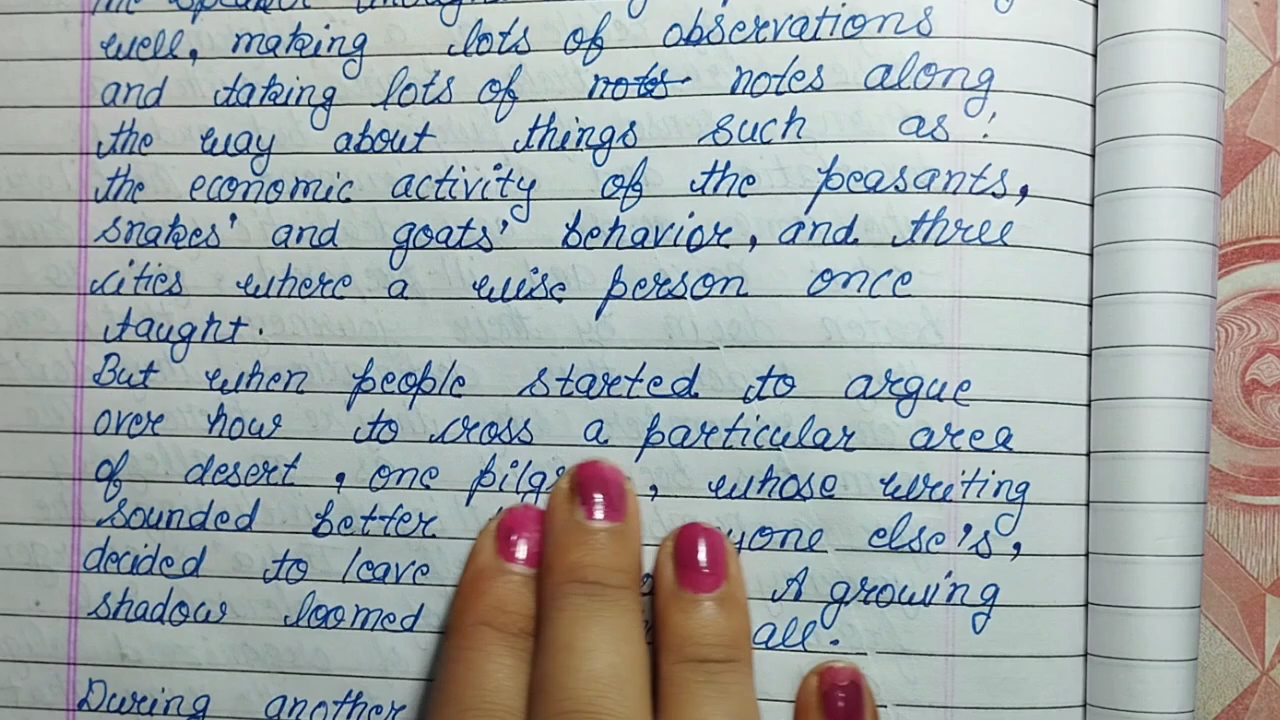 well, making lots of observations
and taking lots of notes notes along
the way about things such as:
the economic activity of the peasants,
snakes' and goats' behavior, and three
cities where a wise person once
taught.
But when people started to argue
over how to cross a particular area
of desert, one , whose writing
sounded better else's,
decided to leave A growing
shadow loomed all.
During another